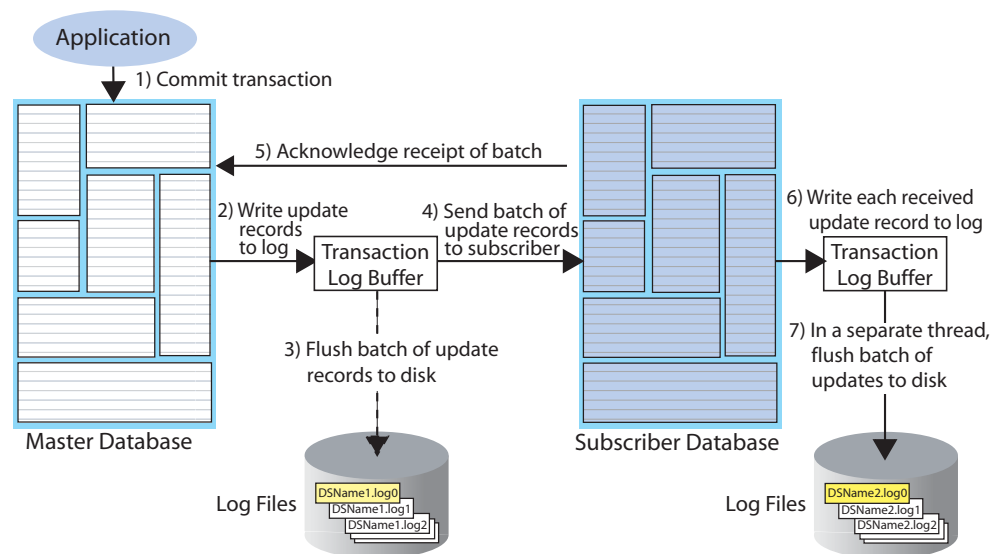 Application
1) Commit transaction
5) Acknowledge receipt of batch
2) Write update
records
to log
4) Send batch of
update records
to subscriber
6) Write each received
update record to log
Transaction
Log Buffer
Transaction
Log Buffer
3) Flush batch of update
records to disk
7) In a separate thread,
flush batch of
updates to disk
Master Database
Subscriber Database
Log Files
DSName1.log0
DSName1.log1
DSName1.log2
Log Files
DSName2.log0
DSName2.log1
DSName2.log2